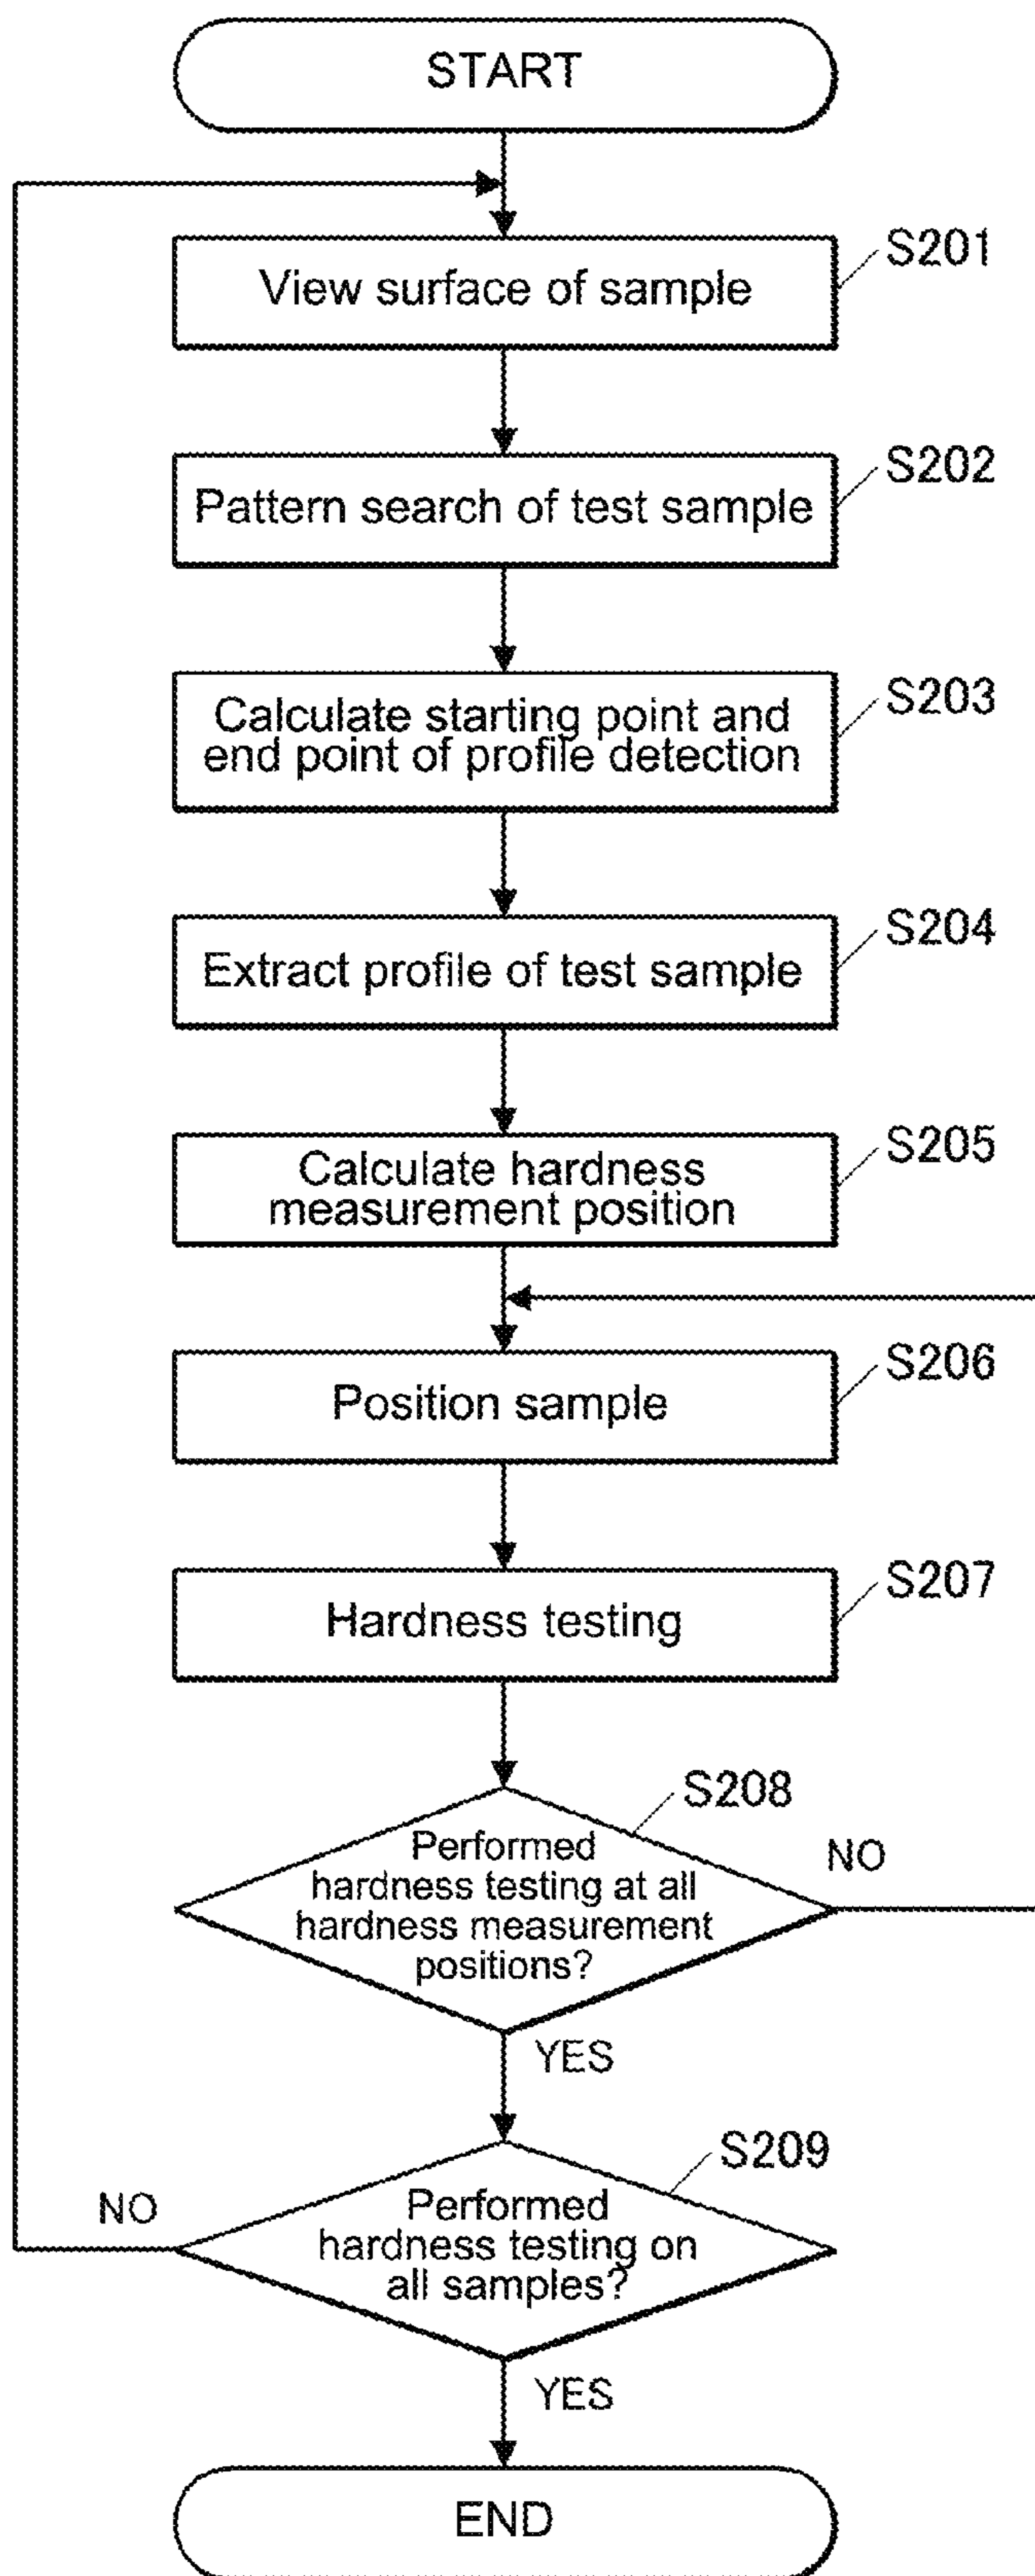 START
S201
View surface of sample
S202
Pattern search of test sample
S203
Calculate starting point and
end point of profile detection
S204
Extract profile of test sample
S205
Calculate hardness
measurement position
S206
Position sample
S207
Hardness testing
S208
Performed
hardness testing at all
hardness measurement
positions?
NO
YES
S209
Performed
hardness testing on
all samples?
NO
YES
END